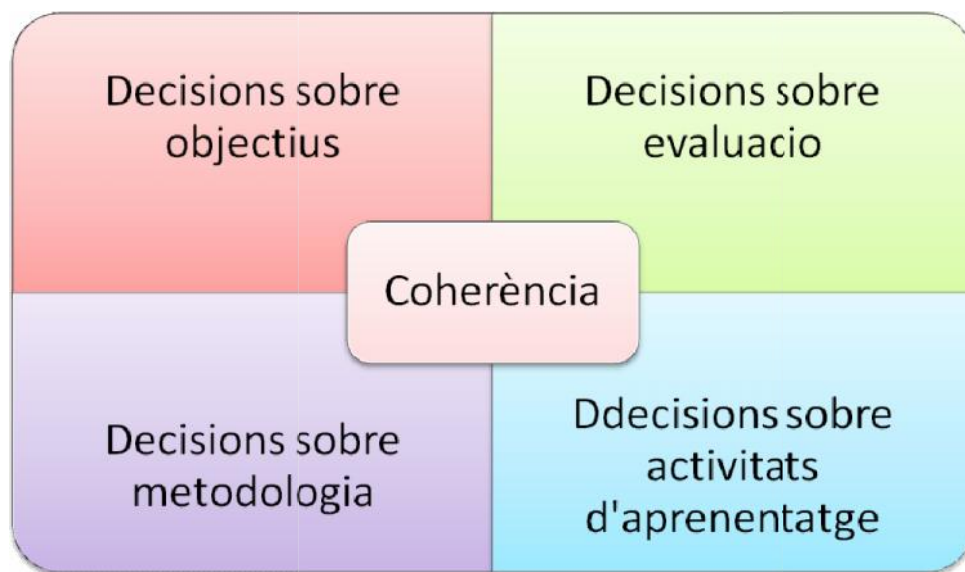 Decisions sobre
objectius
Decisions sobre
evaluacio
Coherència
Decisions sobre
metodologia
Ddecisions sobre
activitats
d'aprenentatge